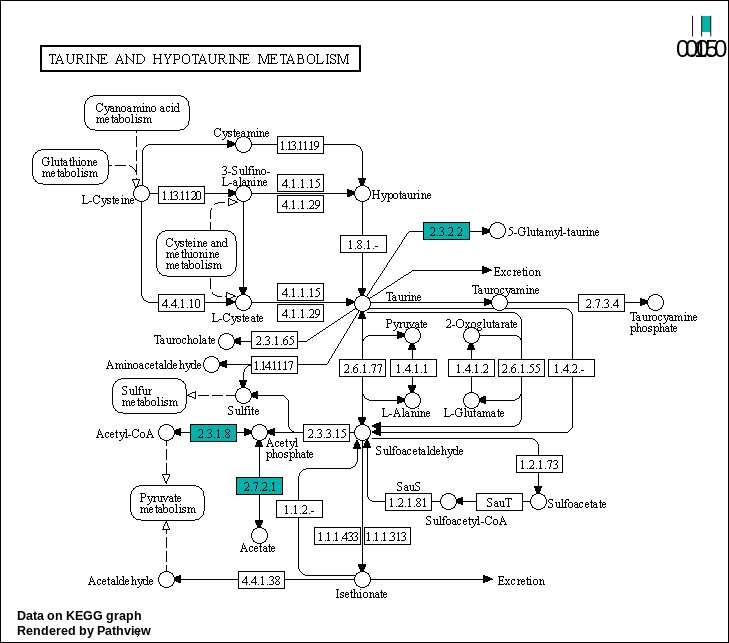 TAURINE AND HYPOTAURINE METABOLISM
Cyanoamino acid
metabolism
Cysteamine
1.13.11.19
Glutathione
metabolism
3-Sulfino-
L-alanine
4.1.1.15
L-Cysteine
1.13.11.20
4.1.1.29
Hypotaurine
2.3.2.2
5-Glutamyl-taurine
Cysteine and
methionine
metabolism
1.8.1.-
Excretion
4.1.1.15
Taurine
Taurocyamine
4.4.1.10
2.7.3.4
L-Cysteate
4.1.1.29
Taurocyamine
phosphate
Pyruvate
2-Oxoglutarate
Taurocholate
2.3.1.65
Aminoacetaldehyde
1.14.11.17
2.6.1.77
1.4.1.1
1.4.1.2
2.6.1.55
1.4.2.-
Sulfur
metabolism
Sulfite
L-Alanine
L-Glutamate
Acetyl-CoA
2.3.1.8
Acetyl
phosphate
2.3.3.15
Sulfoacetaldehyde
1.2.1.73
2.7.2.1
SauS
Pyruvate
metabolism
1.1.2.-
1.2.1.81
SauT
Sulfoacetate
Sulfoacetyl-CoA
Acetate
1.1.1.433
1.1.1.313
Acetaldehyde
4.4.1.38
Excretion
Isethionate
Data on KEGG graph
Rendered by Pathview